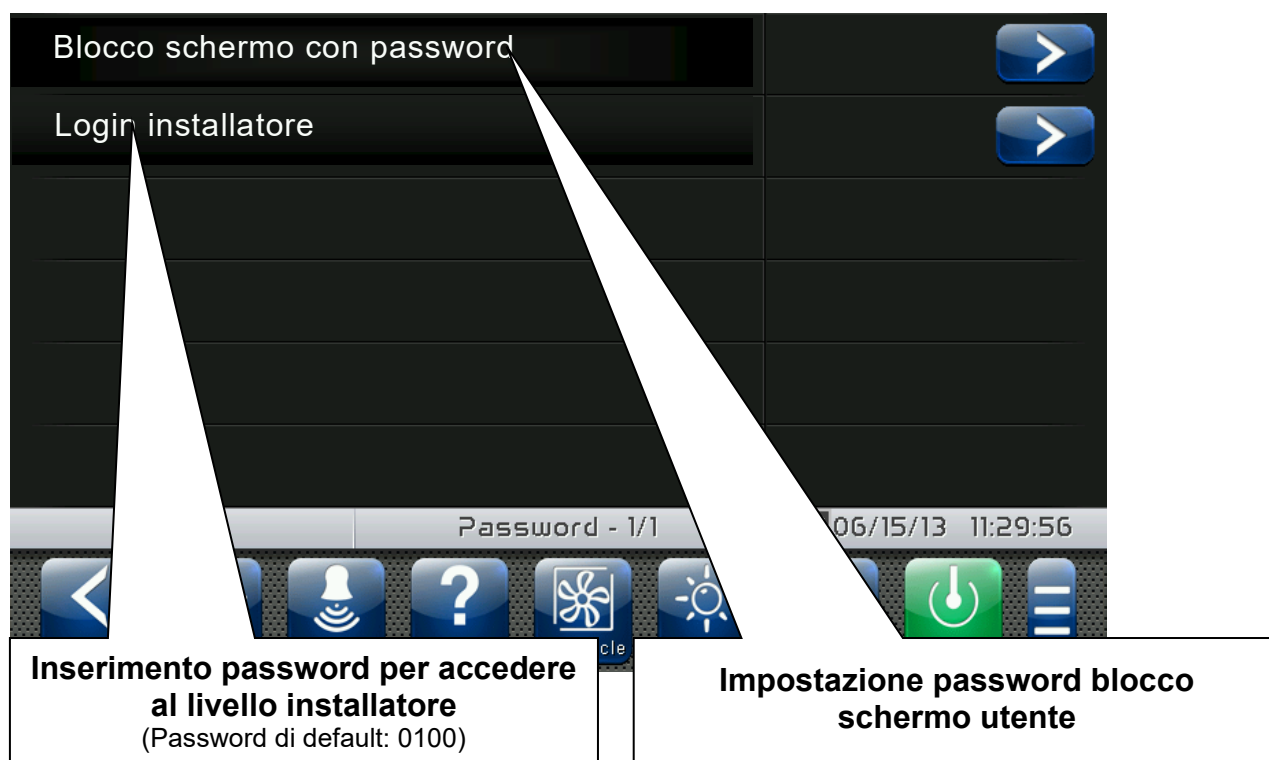 Blocco schermo con password
Login installatore
Password - 1/1
06/15/13 11:29:56
?
Inserimento password per accedere
al livello installatore
(Password di default: 0100)
Impostazione password blocco
schermo utente